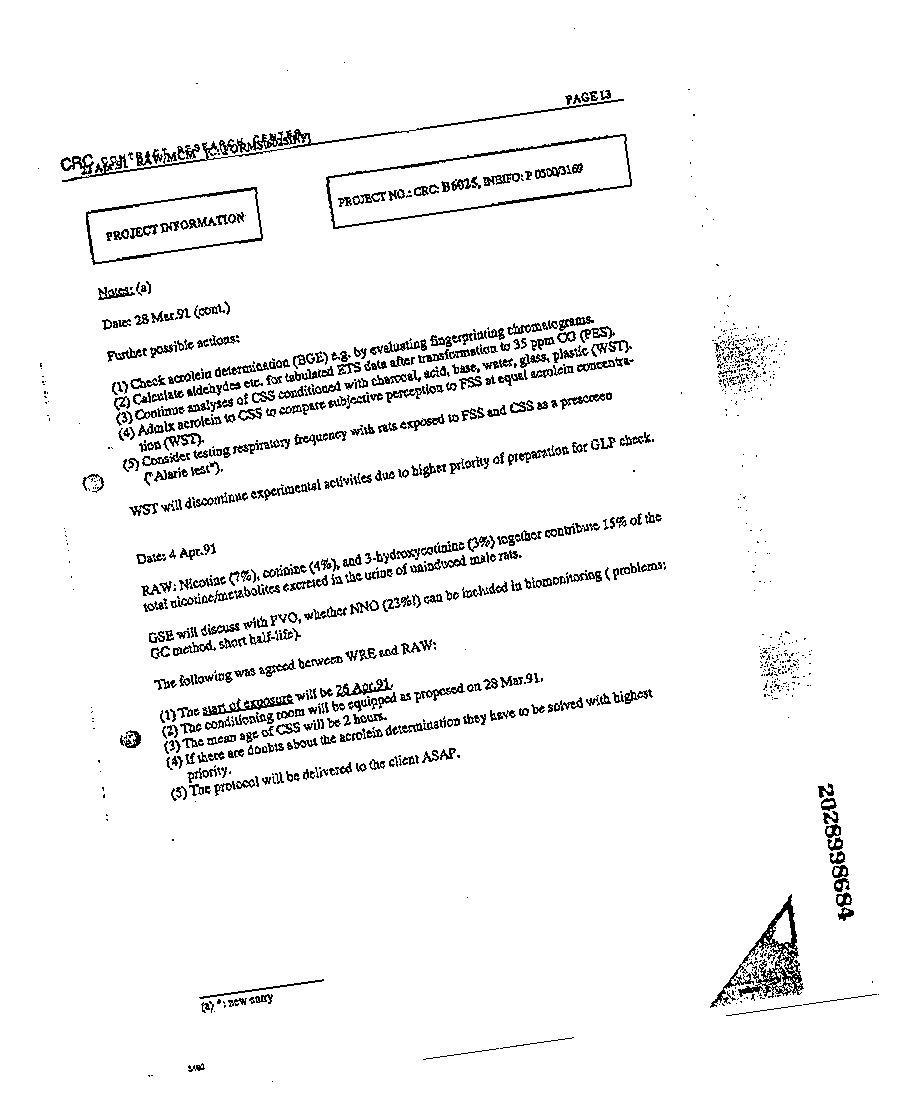 PAGE 13
CRC CONTRACT RESEARCH CENTER
PROJECT INFORMATION
PROJECT NO.: CRC: B6025, INBIFO: P 0500/3169
Notes: (a)
Date: 28 Mar.91 (cont.)
Further possible actions:
(1) Check acrolein determination (BGE) e.g. by evaluating fingerprinting chromatograms.
(2) Calculate aldehydes etc. for tabulated ETS data after transformation to 35 ppm CO (PES).
(3) Continue analyses of CSS conditioned with charcoal, acid, base, water, glass, plastic (WST).
(4) Admix acrolein to CSS to compare subjective perception to FSS at equal acrolein concentra-
tion (WST).
(5) Consider testing respiratory frequency with rats exposed to FSS and CSS as a prescreen
("Alarie test").
WST will discontinue experimental activities due to higher priority of preparation for GLP check.
Date: 4 Apr.91
RAW: Nicotine (7%), cotinine (4%), and 3-hydroxycotinine (3%) together contribute 15% of the
total nicotine/metabolites excreted in the urine of uninduced male rats.
GSE will discuss with FVO, whether NNO (23%!) can be included in biomonitoring ( problems:
GC method, short half-life).
The following was agreed between WRE and RAW:
(1) The start of exposure will be 26 Apr.91.
(2) The conditioning room will be equipped as proposed on 28 Mar.91.
(3) The mean age of CSS will be 2 hours.
(4) If there are doubts about the acrolein determination they have to be solved with highest
priority.
(5) The protocol will be delivered to the client ASAP.
2028998684
(a) *: new entry